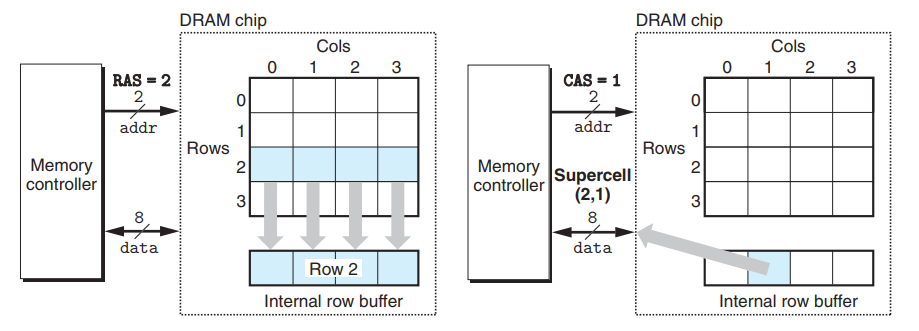 DRAM chip
Cols
0 1 2 3
RAS = 2
2
addr
0
1
Rows
2
3
Memory
controller
8
data
Row 2
Internal row buffer
DRAM chip
Cols
0 1 2 3
CAS = 1
2
addr
0
1
Rows
2
3
Memory
controller
Supercell
(2,1)
8
data
Internal row buffer